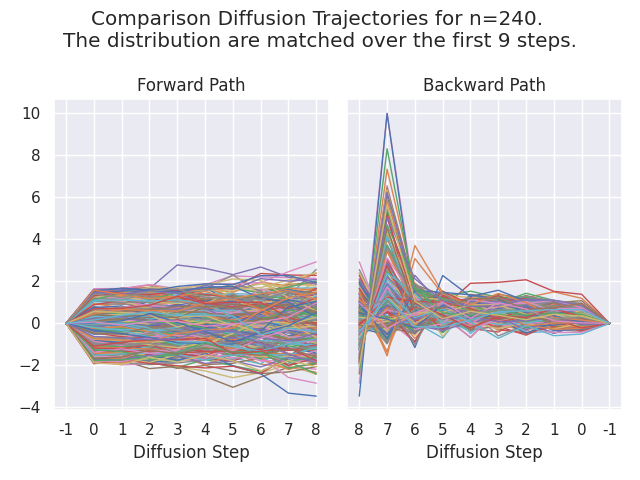 Comparison Diffusion Trajectories for n=240.
The distribution are matched over the first 9 steps.
Forward Path
Backward Path
10
8
6
4
2
0
−2
−4
-1 0 1 2 3 4 5 6 7 8
8 7 6 5 4 3 2 1 0 -1
Diffusion Step
Diffusion Step